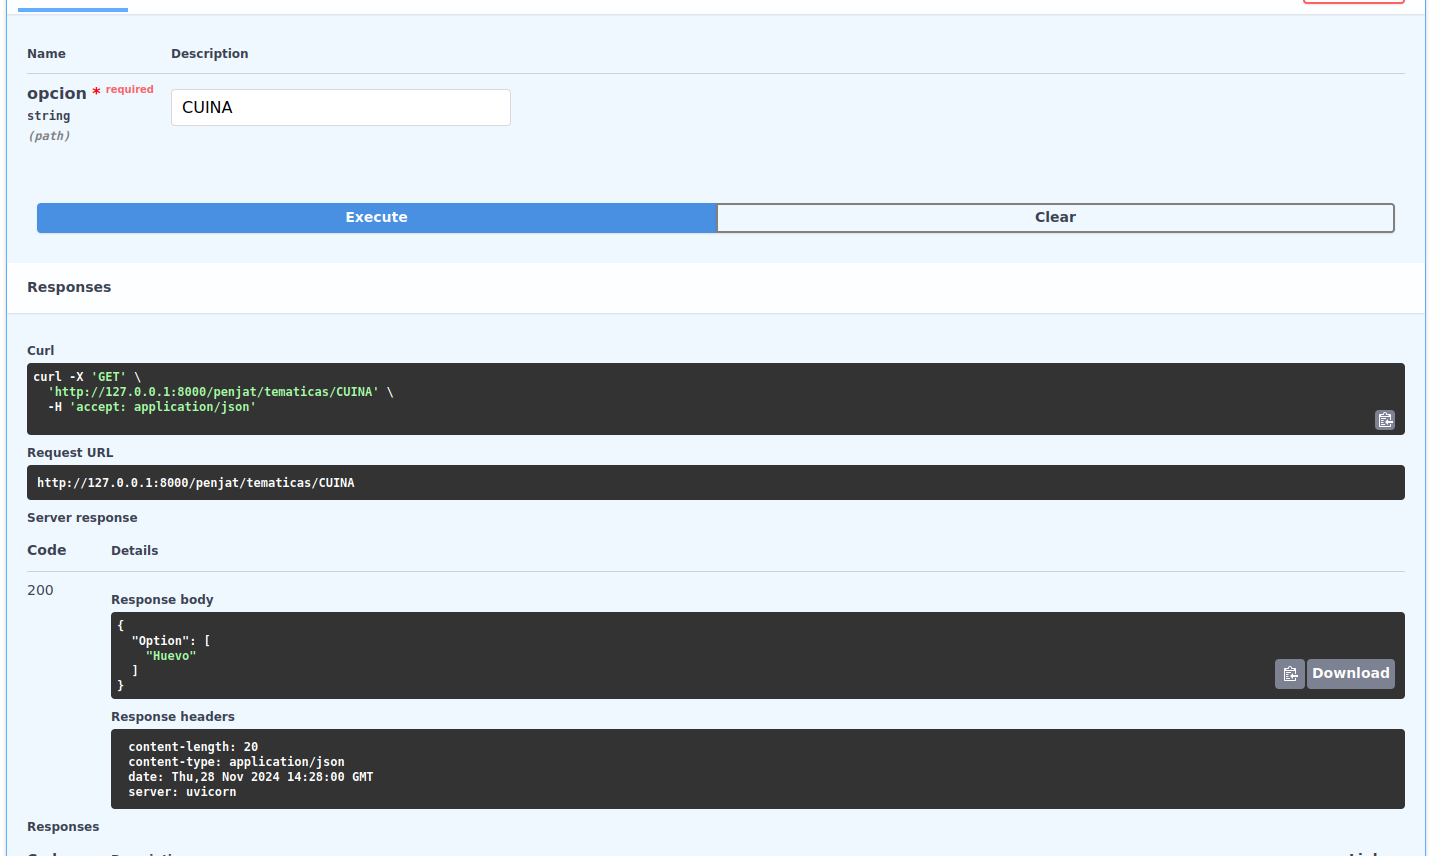 Name Description
opcion * required
string
(path)
CUINA
Execute Clear
Responses
Curl
curl -X 'GET' \
'http://127.0.0.1:8000/penjat/tematicas/CUINA' \
-H 'accept: application/json'
Request URL
http://127.0.0.1:8000/penjat/tematicas/CUINA
Server response
Code Details
200
Response body
{
"Option": [
"Huevo"
]
}
Download
Response headers
content-length: 20
content-type: application/json
date: Thu,28 Nov 2024 14:28:00 GMT
server: uvicorn
Responses